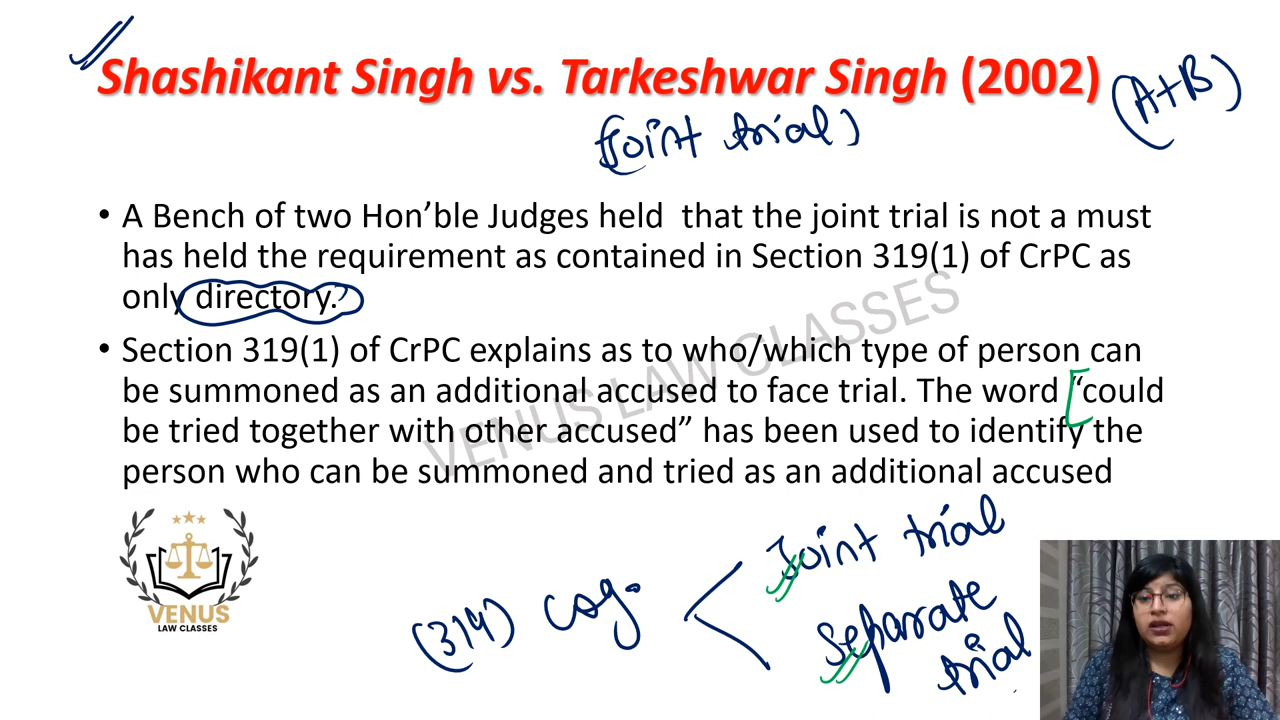 Shashikant Singh vs. Tarkeshwar Singh (2002)
(A+B)
(Joint trial)
• A Bench of two Hon’ble Judges held that the joint trial is not a must
has held the requirement as contained in Section 319(1) of CrPC as
only directory.’
• Section 319(1) of CrPC explains as to who/which type of person can
be summoned as an additional accused to face trial. The word “could
be tried together with other accused” has been used to identify the
person who can be summoned and tried as an additional accused
VENUS LAW CLASSES
Joint trial
(319) cog.
Separate
trial
VENUS
LAW CLASSES